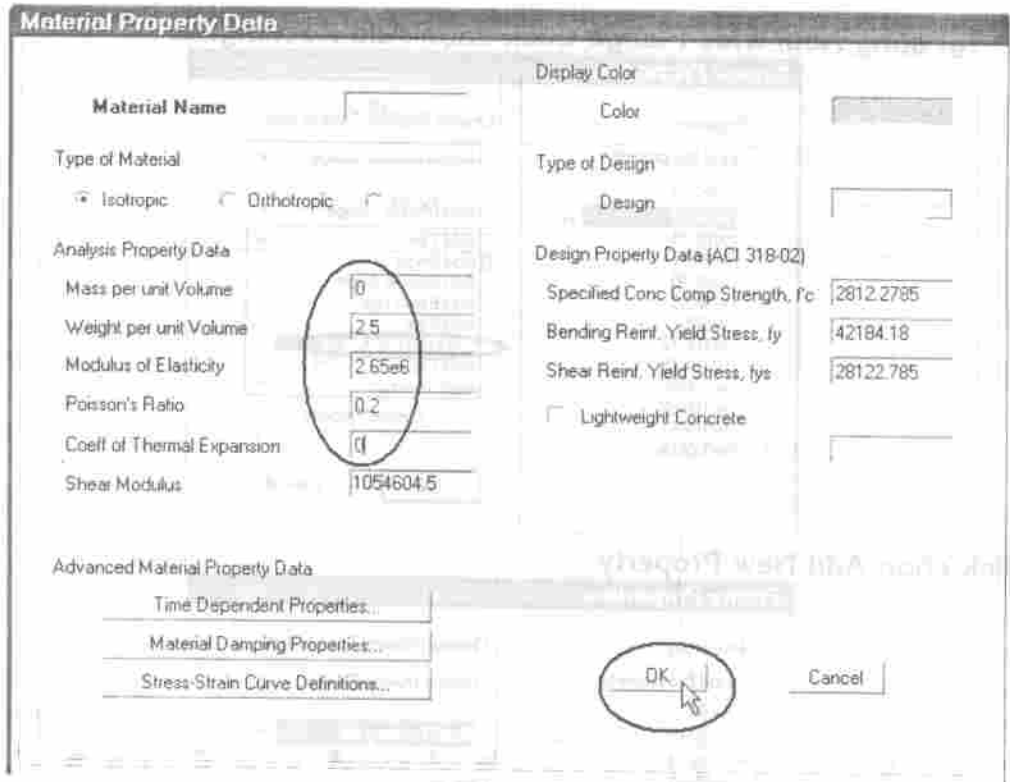 Material Property Data
Material Name
Display Color
Color
Type of Material
Isotropic Orthotropic
Type of Design
Design
Analysis Property Data
Mass per unit Volume 0
Weight per unit Volume 2.5
Modulus of Elasticity 2.65e6
Poisson's Ratio 0.2
Coeff of Thermal Expansion 0
Shear Modulus 1054604.5
Design Property Data (ACI 318-02)
Specified Conc Comp Strength, f'c 2812.2785
Bending Reinf. Yield Stress, fy 42184.18
Shear Reinf. Yield Stress, fys 28122.785
Lightweight Concrete
Advanced Material Property Data
Time Dependent Properties...
Material Damping Properties...
Stress-Strain Curve Definitions...
OK
Cancel